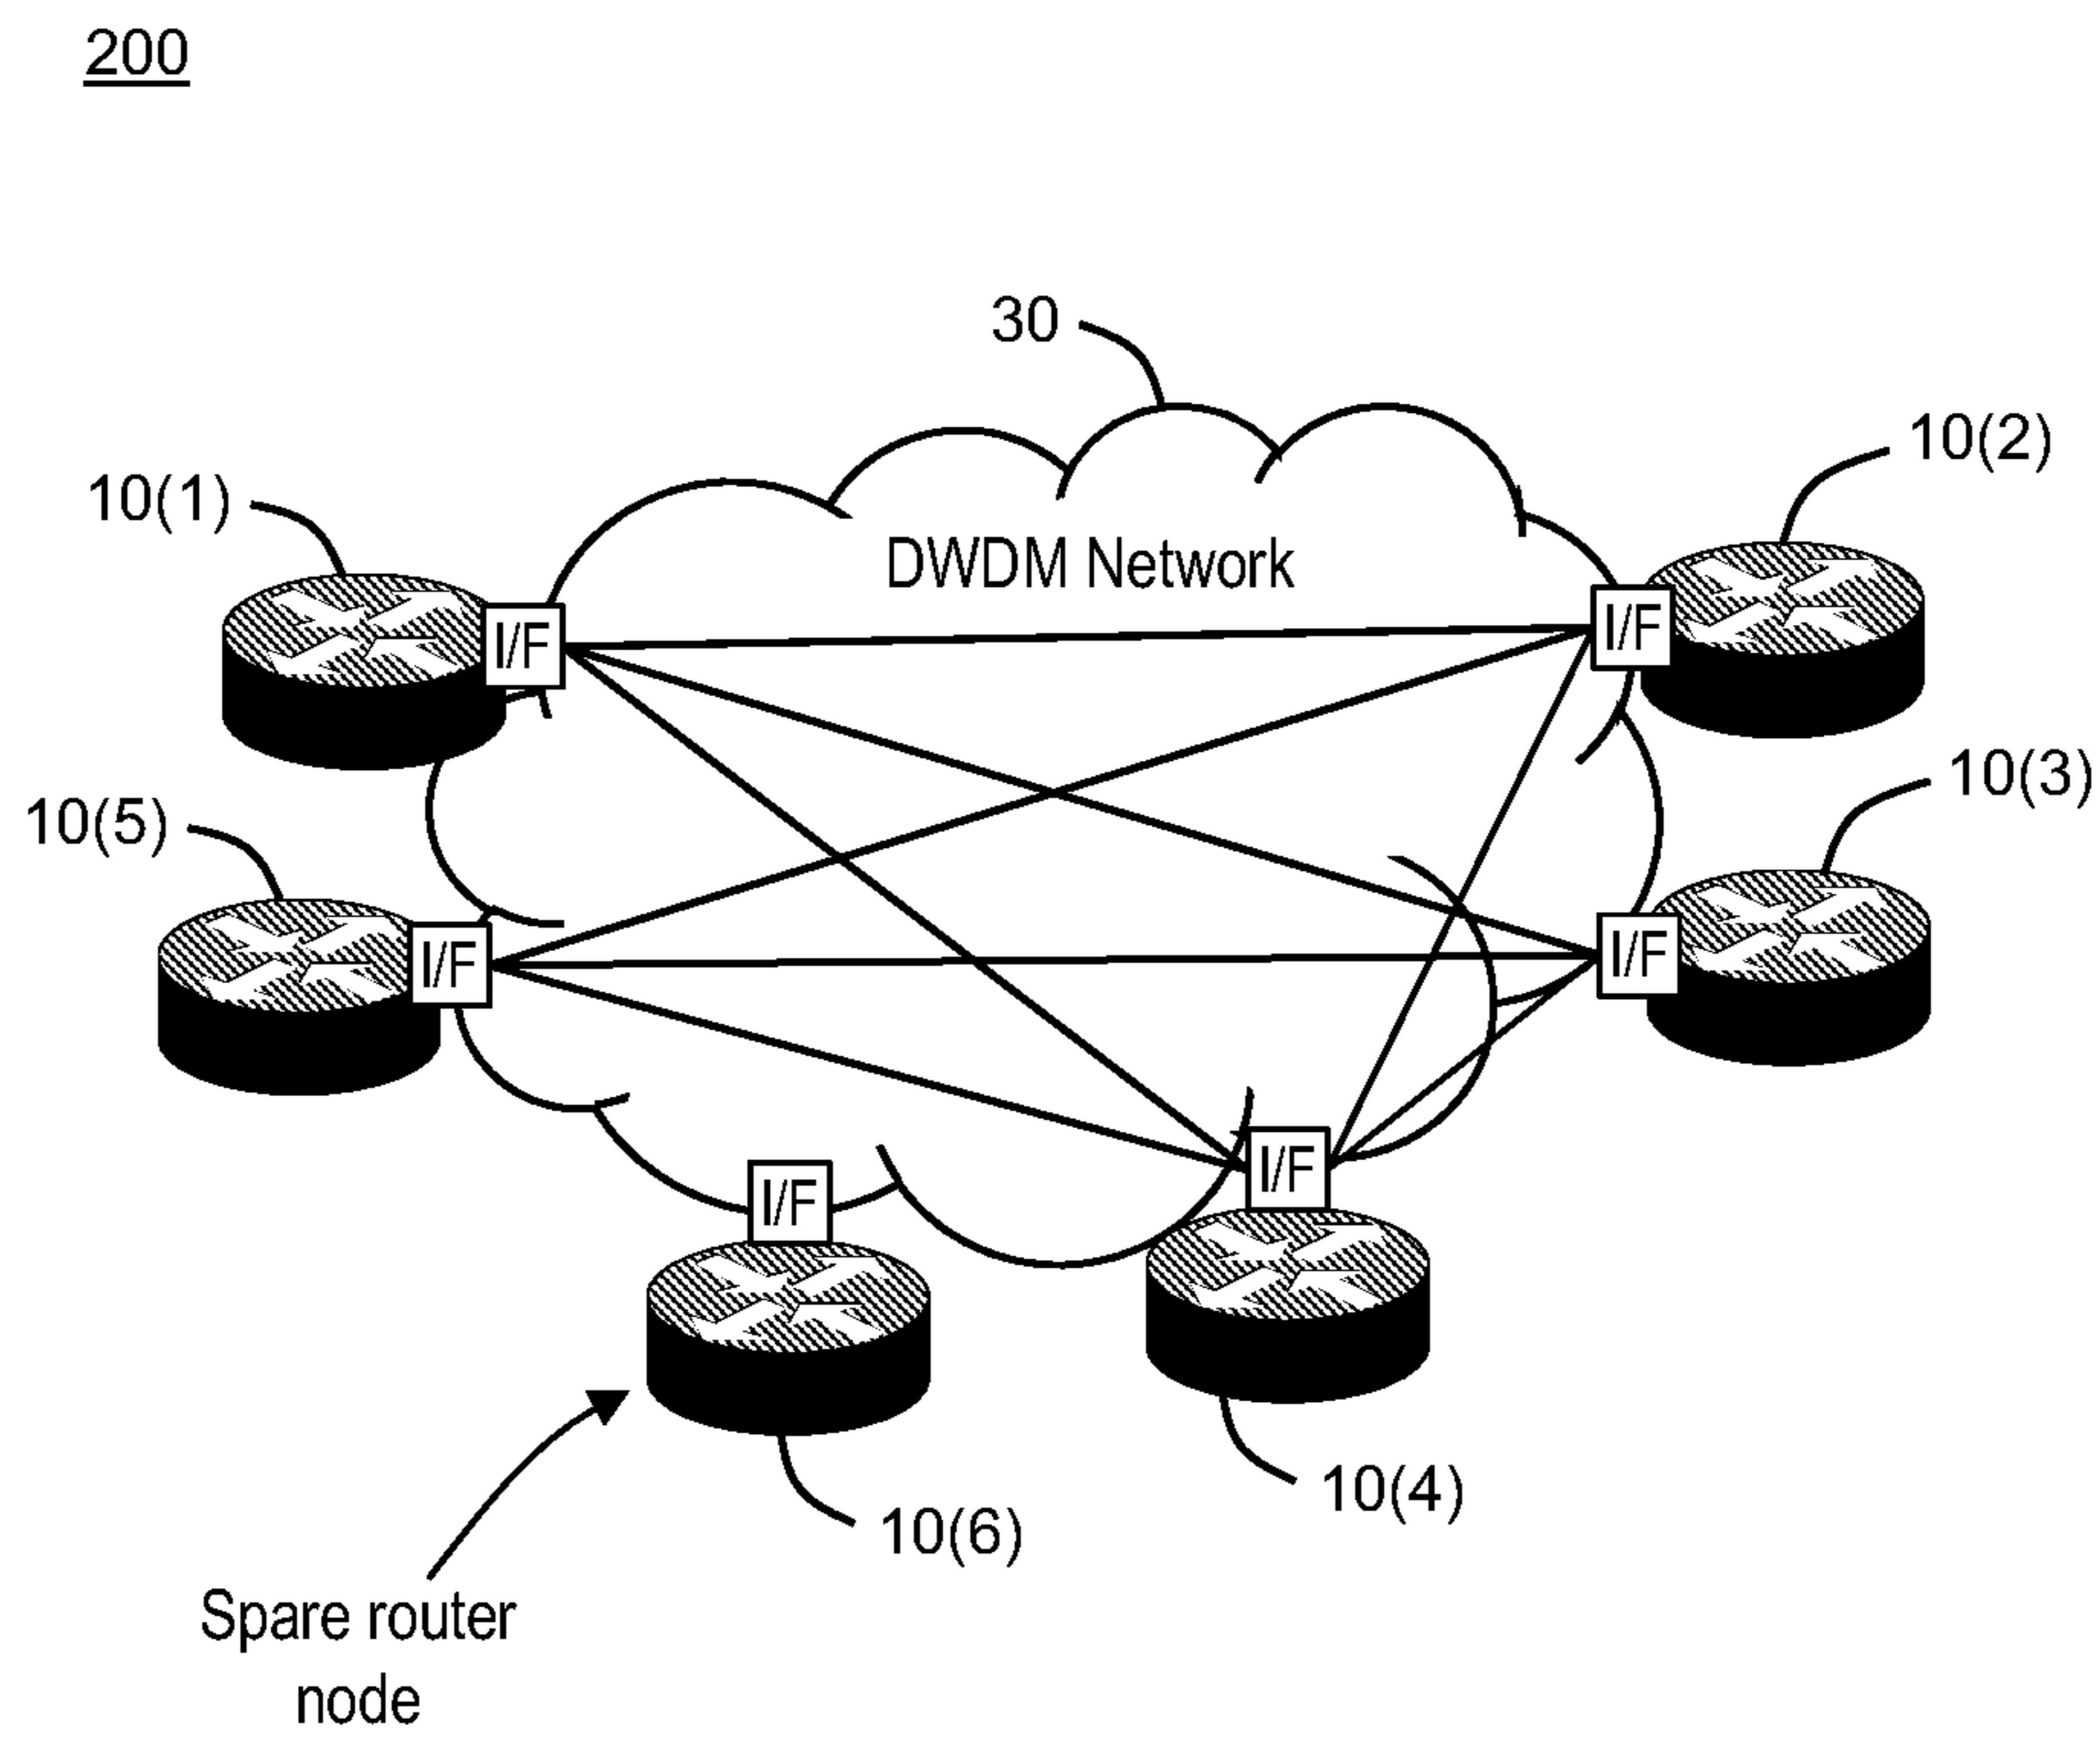 200
30
10(2)
10(1)
DWDM Network
I/F
I/F
10(3)
10(5)
I/F
I/F
I/F
I/F
10(4)
10(6)
Spare router
node